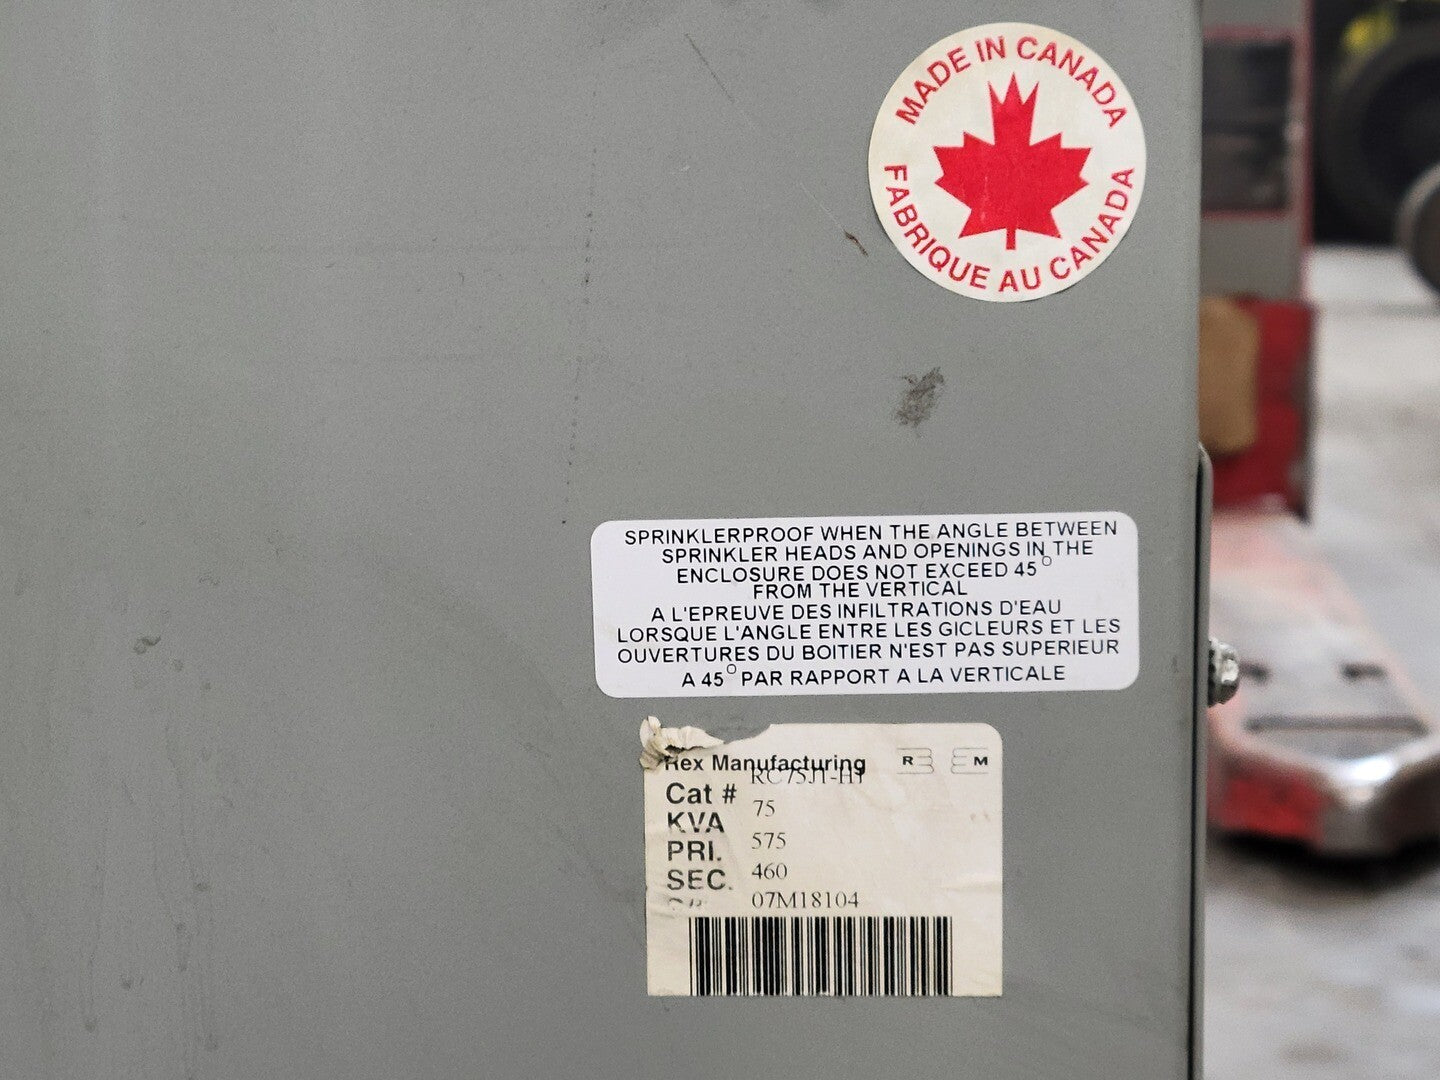 MADE IN CANADA
FABRIQUE AU CANADA
SPRINKLERPROOF WHEN THE ANGLE BETWEEN
SPRINKLER HEADS AND OPENINGS IN THE
ENCLOSURE DOES NOT EXCEED 45°
FROM THE VERTICAL
A L'EPREUVE DES INFILTRATIONS D'EAU
LORSQUE L'ANGLE ENTRE LES GICLEURS ET LES
OUVERTURES DU BOITIER N'EST PAS SUPERIEUR
A 45° PAR RAPPORT A LA VERTICALE
Rex Manufacturing
R M
Cat #
KVA 75
PRI. 575
SEC. 460
07M18104